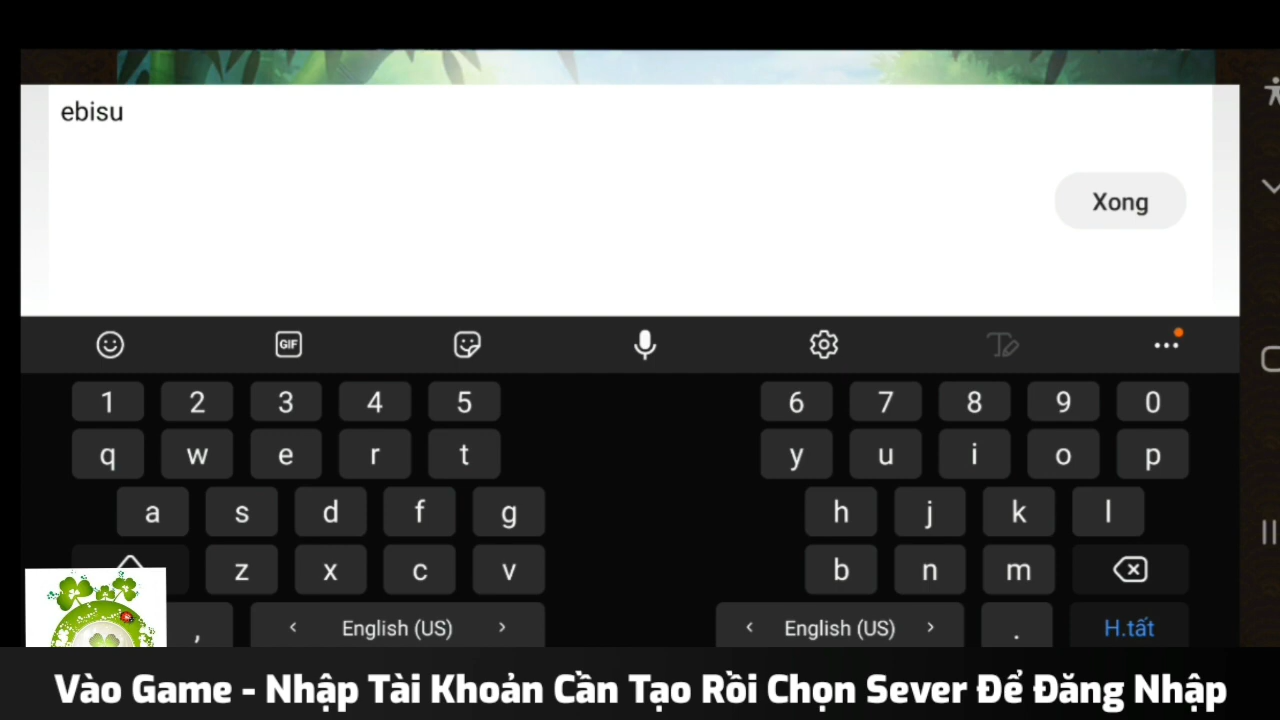 ebisu
Xong
GIF
1 2 3 4 5 6 7 8 9 0
q w e r t y u i o p
a s d f g h j k l
z x c v b n m
, < English (US) > < English (US) > . H.tất
Vào Game - Nhập Tài Khoản Cần Tạo Rồi Chọn Sever Để Đăng Nhập